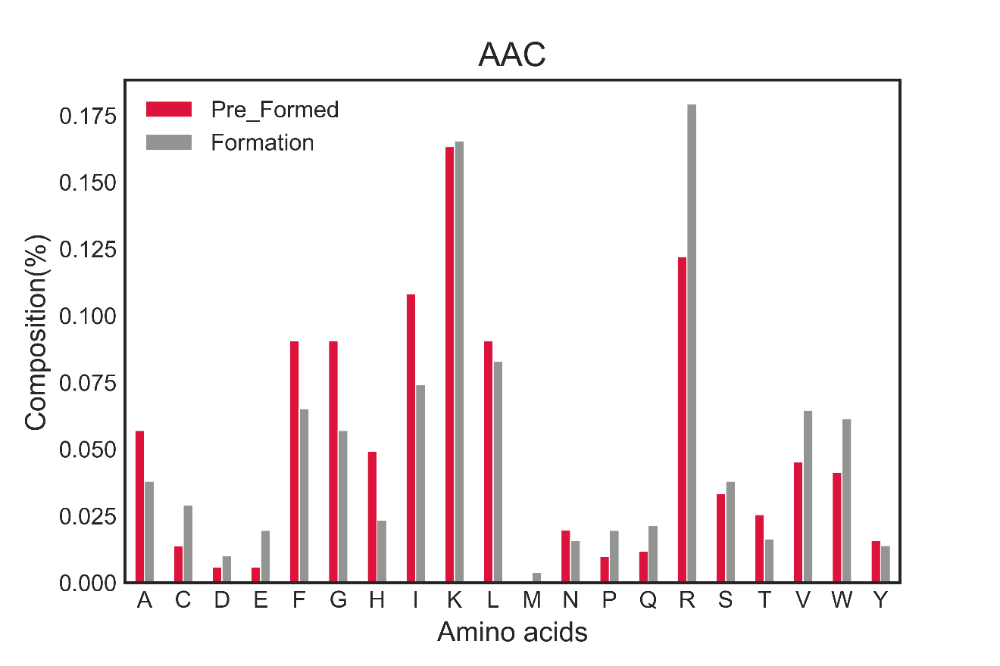 AAC
Pre_Formed
Formation
Composition(%)
0.175
0.150
0.125
0.100
0.075
0.050
0.025
0.000
A C D E F G H I K L M N P Q R S T V W Y
Amino acids